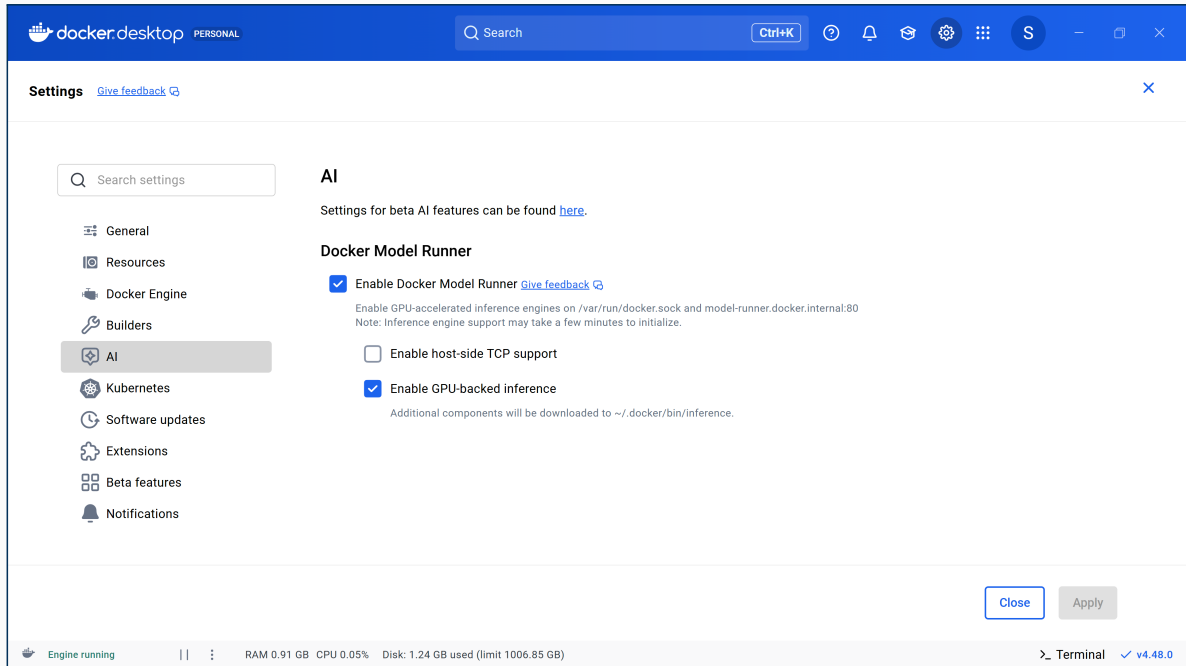 docker.desktop PERSONAL Search Ctrl+K S
Settings Give feedback
Search settings
General
Resources
Docker Engine
Builders
AI
Kubernetes
Software updates
Extensions
Beta features
Notifications
AI
Settings for beta AI features can be found here.
Docker Model Runner
Enable Docker Model Runner Give feedback
Enable GPU-accelerated inference engines on /var/run/docker.sock and model-runner.docker.internal:80
Note: Inference engine support may take a few minutes to initialize.
Enable host-side TCP support
Enable GPU-backed inference
Additional components will be downloaded to ~/.docker/bin/inference.
Close Apply
Engine running RAM 0.91 GB CPU 0.05% Disk: 1.24 GB used (limit 1006.85 GB) Terminal v4.48.0